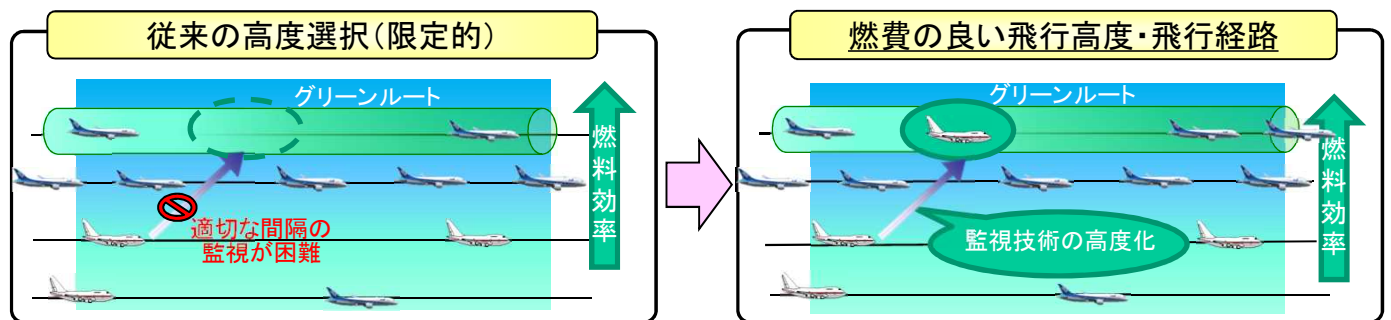 従来の高度選択(限定的)
グリーンルート
燃料効率
適切な間隔の
監視が困難
燃費の良い飛行高度・飛行経路
グリーンルート
燃料効率
監視技術の高度化